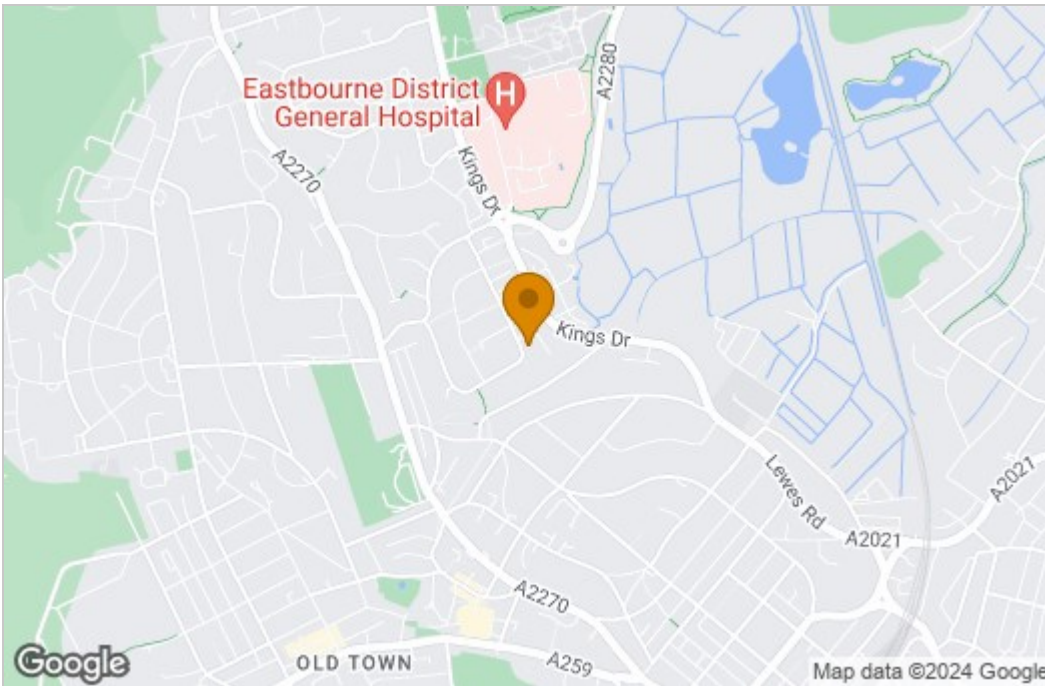 Eastbourne District
General Hospital
H
A2280
A2270
Kings Dr
Kings Dr
Lewes Rd
A2021
A2021
A2270
OLD TOWN
A259
Google
Map data ©2024 Google